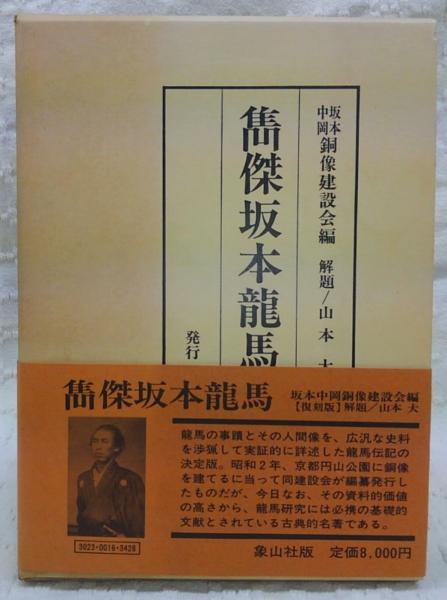 坂本
中岡 銅像建設会編 解題/山本大
雋傑坂本龍馬
発行
雋傑坂本龍馬
坂本中岡銅像建設会編
【復刻版】解題/山本 大
龍馬の事蹟とその人間像を、広汎な史料
を渉猟して実証的に詳述した龍馬伝記の
決定版。昭和2年、京都円山公園に銅像
を建てるに当って同建設会が編纂発行し
たものだが、今日なお、その資料的価値
の高さから、龍馬研究には必携の基礎的
文献とされている古典的名著である。
3023-0016-3428
象山社版 定価8,000円